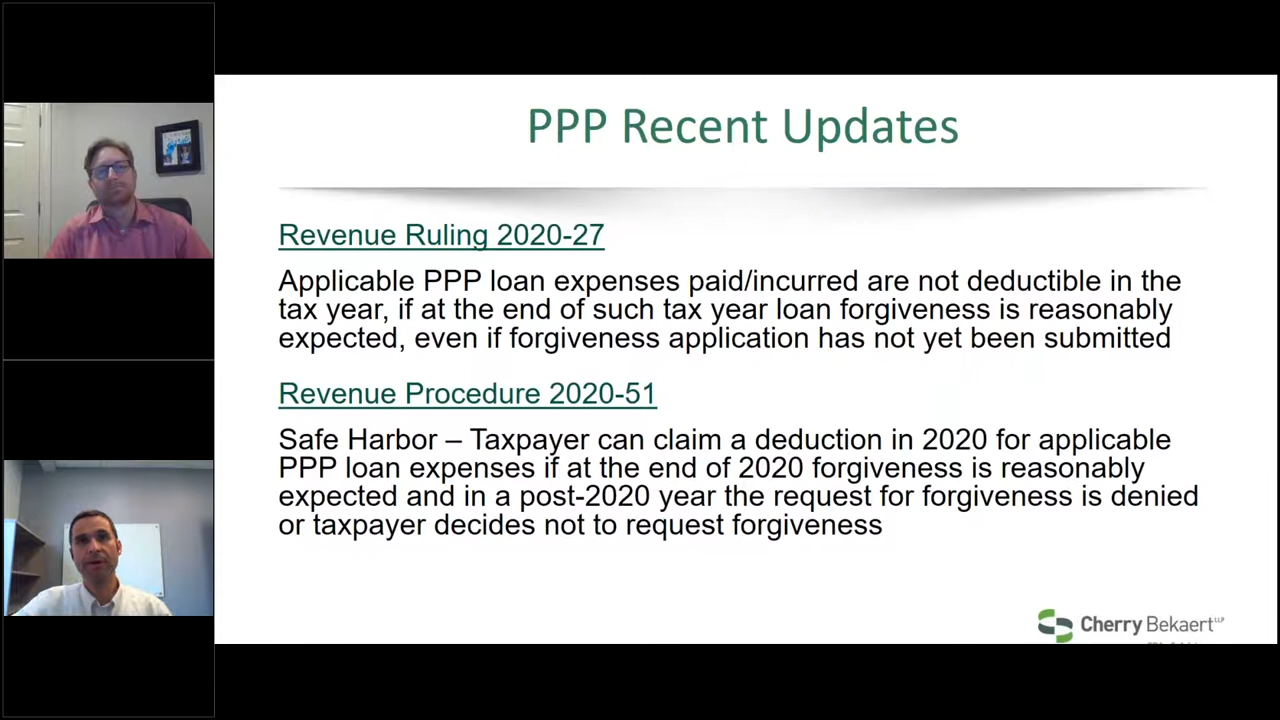 PPP Recent Updates
Revenue Ruling 2020-27
Applicable PPP loan expenses paid/incurred are not deductible in the
tax year, if at the end of such tax year loan forgiveness is reasonably
expected, even if forgiveness application has not yet been submitted
Revenue Procedure 2020-51
Safe Harbor – Taxpayer can claim a deduction in 2020 for applicable
PPP loan expenses if at the end of 2020 forgiveness is reasonably
expected and in a post-2020 year the request for forgiveness is denied
or taxpayer decides not to request forgiveness
Cherry Bekaert LLP